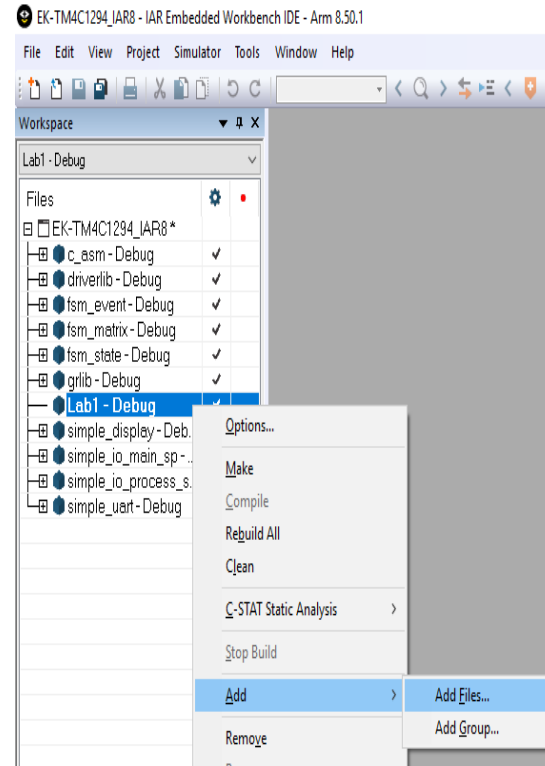 EK-TM4C1294_IAR8 - IAR Embedded Workbench IDE - Arm 8.50.1
File Edit View Project Simulator Tools Window Help
Workspace
Lab1 - Debug
Files
EK-TM4C1294_IAR8 *
c_asm - Debug
driverlib - Debug
fsm_event - Debug
fsm_matrix - Debug
fsm_state - Debug
grlib - Debug
Lab1 - Debug
simple_display - Deb...
simple_io_main_sp - ...
simple_io_process_s...
simple_uart - Debug
Options...
Make
Compile
Rebuild All
Clean
C-STAT Static Analysis
Stop Build
Add
Remove
Add Files...
Add Group...